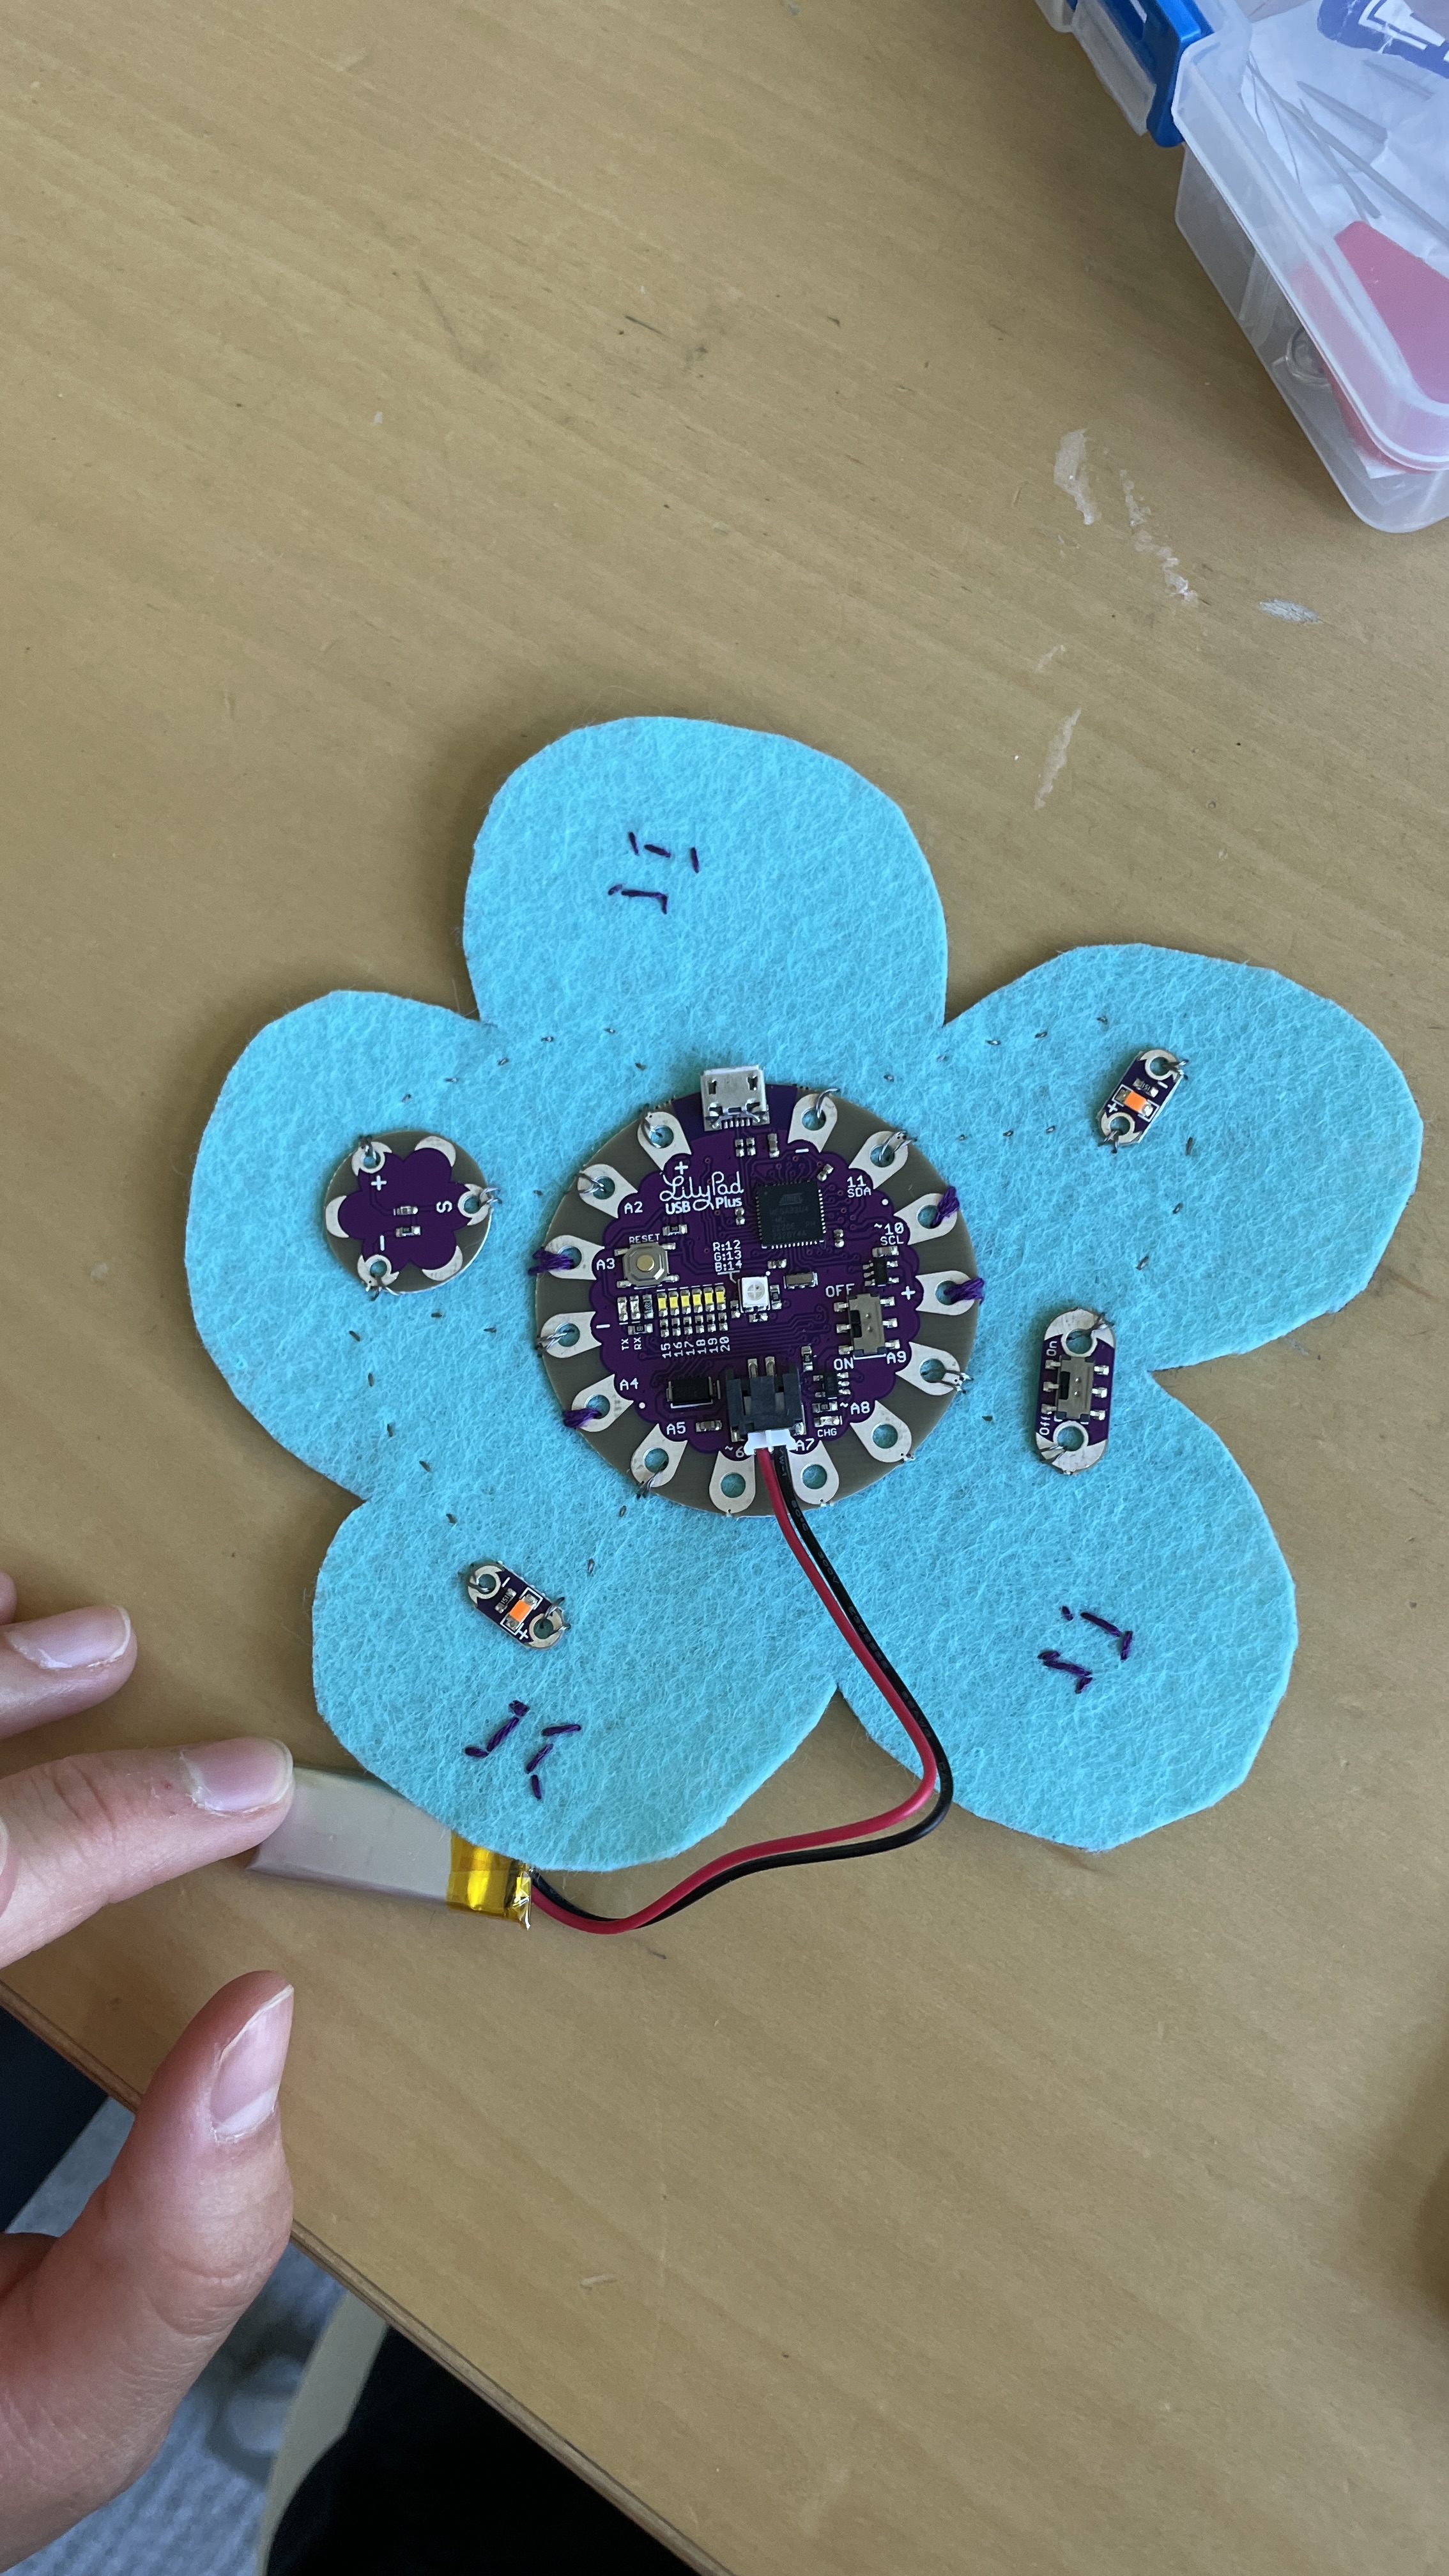 +
-
LilyPad
USB Plus
A2
11
SDA
RESET
~10
SCL
A3
R:12
G:13
B:14
OFF
+
-
TX
RX
15
16
17
18
19
20
ON
A9
A4
~A8
A5
CHG
~6
A7
+
S
-
-
+
On
Off
-
+